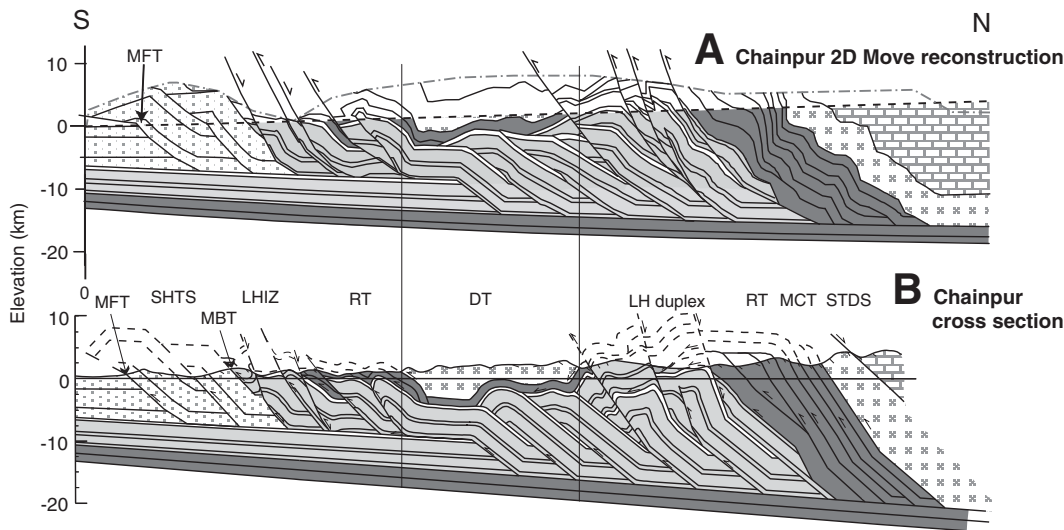 S N
A Chainpur 2D Move reconstruction
MFT
10
0
-10
-20
0
Elevation (km)
B Chainpur
cross section
MFT SHTS MBT LHIZ RT DT LH duplex RT MCT STDS
10
0
-10
-20